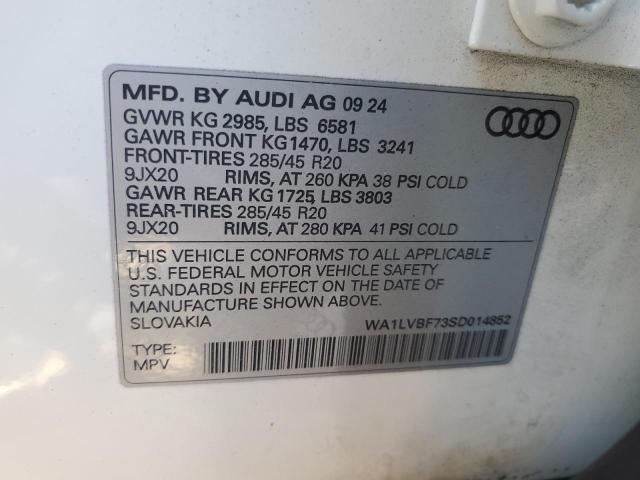 MFD. BY AUDI AG 09 24
GVWR KG 2985, LBS 6581
GAWR FRONT KG1470, LBS 3241
FRONT-TIRES 285/45 R20
9JX20 RIMS, AT 260 KPA 38 PSI COLD
GAWR REAR KG 1725, LBS 3803
REAR-TIRES 285/45 R20
9JX20 RIMS, AT 280 KPA 41 PSI COLD
THIS VEHICLE CONFORMS TO ALL APPLICABLE
U.S. FEDERAL MOTOR VEHICLE SAFETY
STANDARDS IN EFFECT ON THE DATE OF
MANUFACTURE SHOWN ABOVE.
SLOVAKIA WA1LVBF73SD014852
TYPE:
MPV